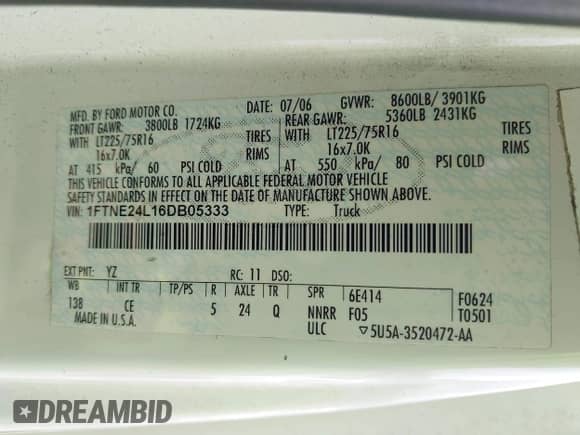 MFD. BY FORD MOTOR CO. DATE: 07/06 GVWR: 8600LB/ 3901KG
FRONT GAWR: 3800LB 1724KG REAR GAWR: 5360LB 2431KG
WITH LT225/75R16 TIRES WITH LT225/75R16 TIRES
16x7.0K RIMS 16x7.0K RIMS
AT 415 kPa/ 60 PSI COLD AT 550 kPa/ 80 PSI COLD
THIS VEHICLE CONFORMS TO ALL APPLICABLE FEDERAL MOTOR VEHICLE
SAFETY STANDARDS IN EFFECT ON THE DATE OF MANUFACTURE SHOWN ABOVE.
VIN: 1FTNE24L16DB05333 TYPE: Truck
EXT PNT: YZ RC: 11 DSO:
WB INT TR TP/PS R AXLE TR SPR 6E414 F0624
138 CE 5 24 Q NNRR F05 T0501
MADE IN U.S.A. ULC ▽5U5A-3520472-AA
DREAMBID